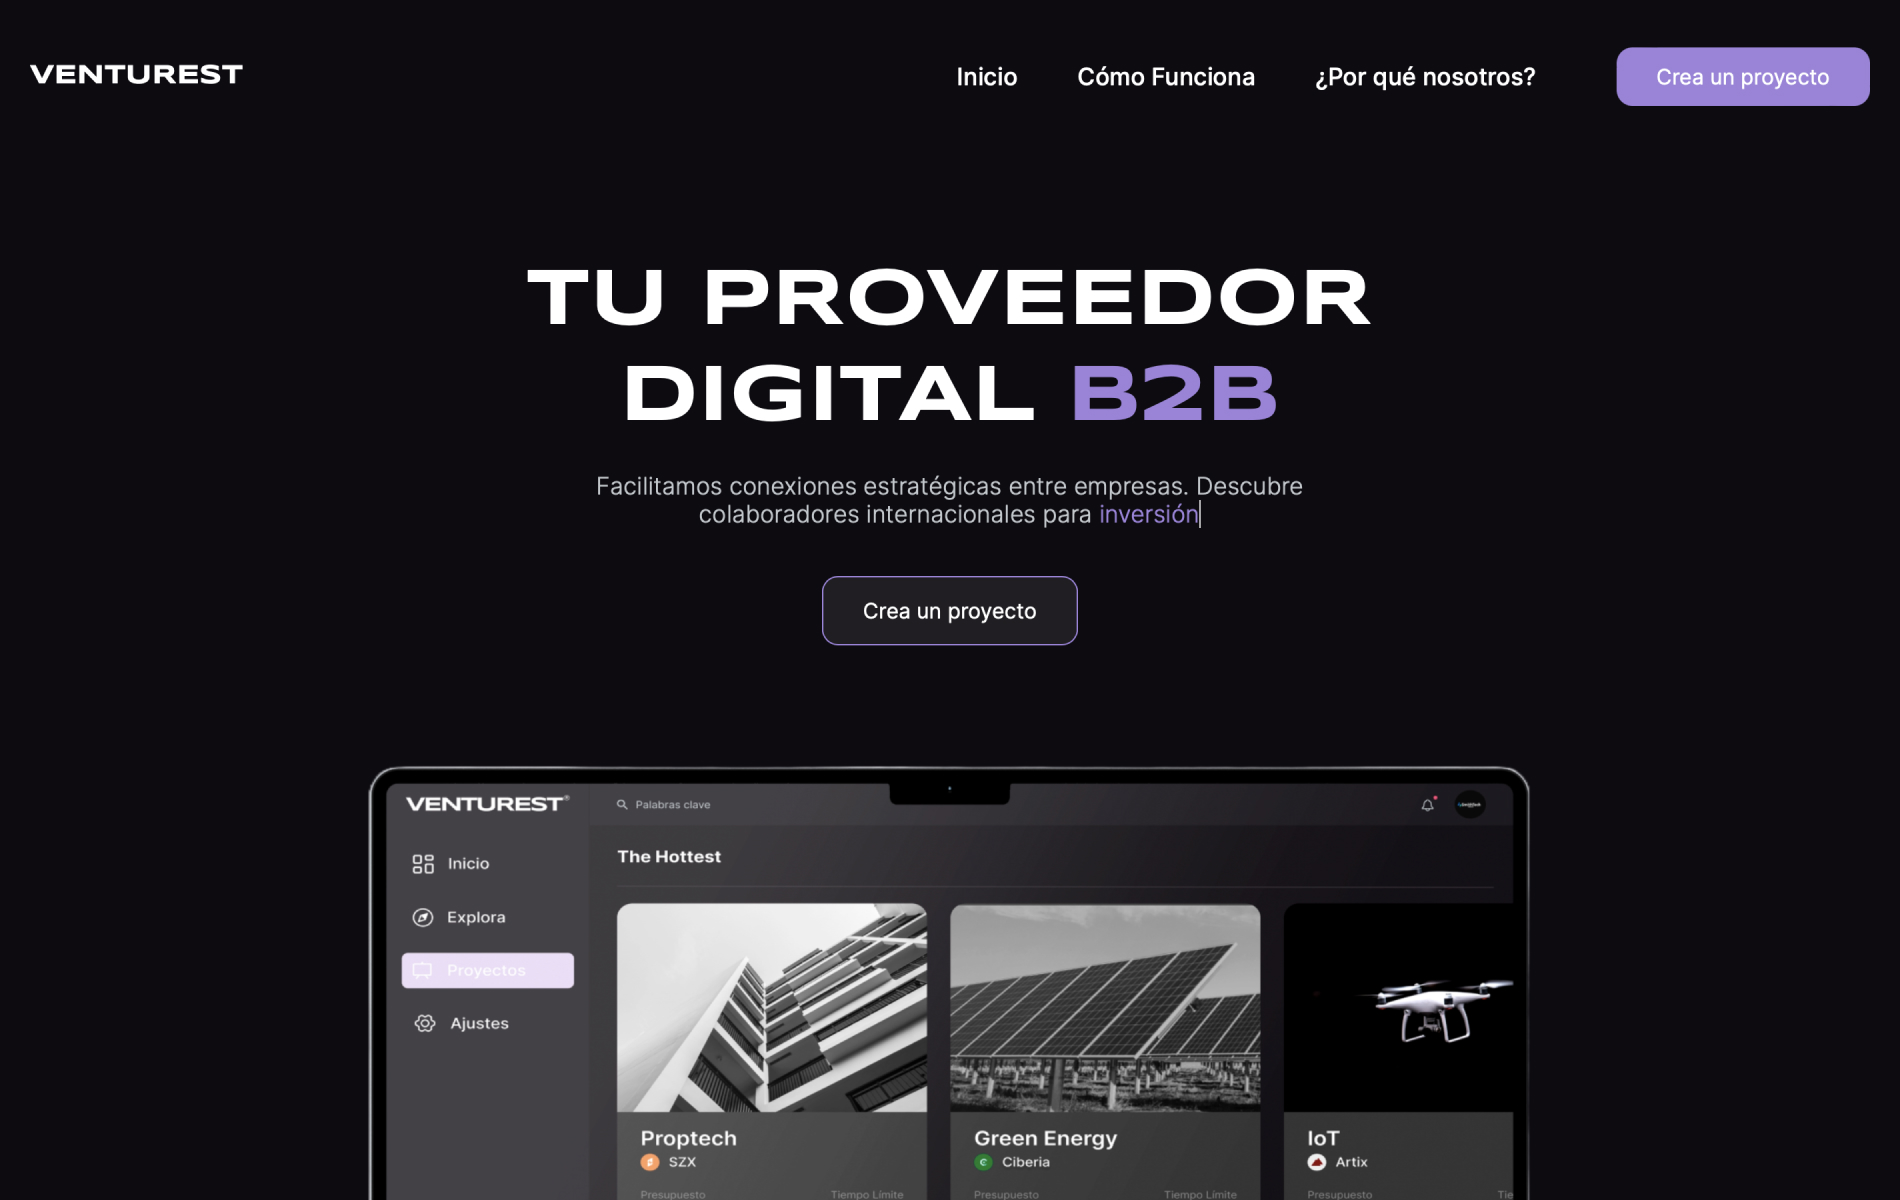 VENTUREST
Inicio
Cómo Funciona
¿Por qué nosotros?
Crea un proyecto
TU PROVEEDOR
DIGITAL B2B
Facilitamos conexiones estratégicas entre empresas. Descubre
colaboradores internacionales para inversión
Crea un proyecto
VENTUREST®
Palabras clave
Inicio
Explora
Proyectos
Ajustes
The Hottest
Proptech
SZX
Presupuesto
Tiempo Límite
Green Energy
Ciberia
Presupuesto
Tiempo Límite
IoT
Artix
Presupuesto
Tie